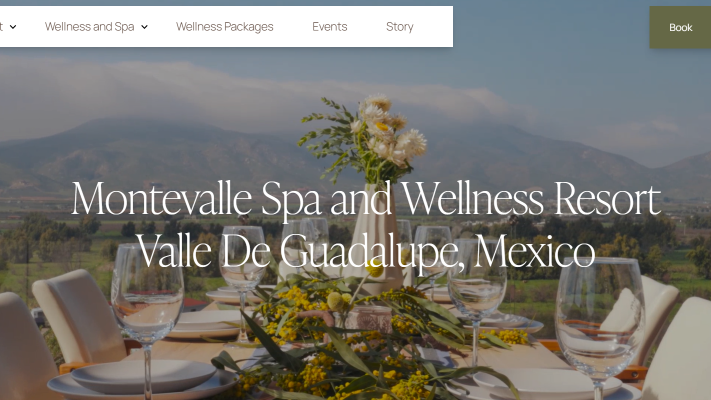 Wellness and Spa
Wellness Packages
Events
Story
Book
Montevalle Spa and Wellness Resort
Valle De Guadalupe, Mexico